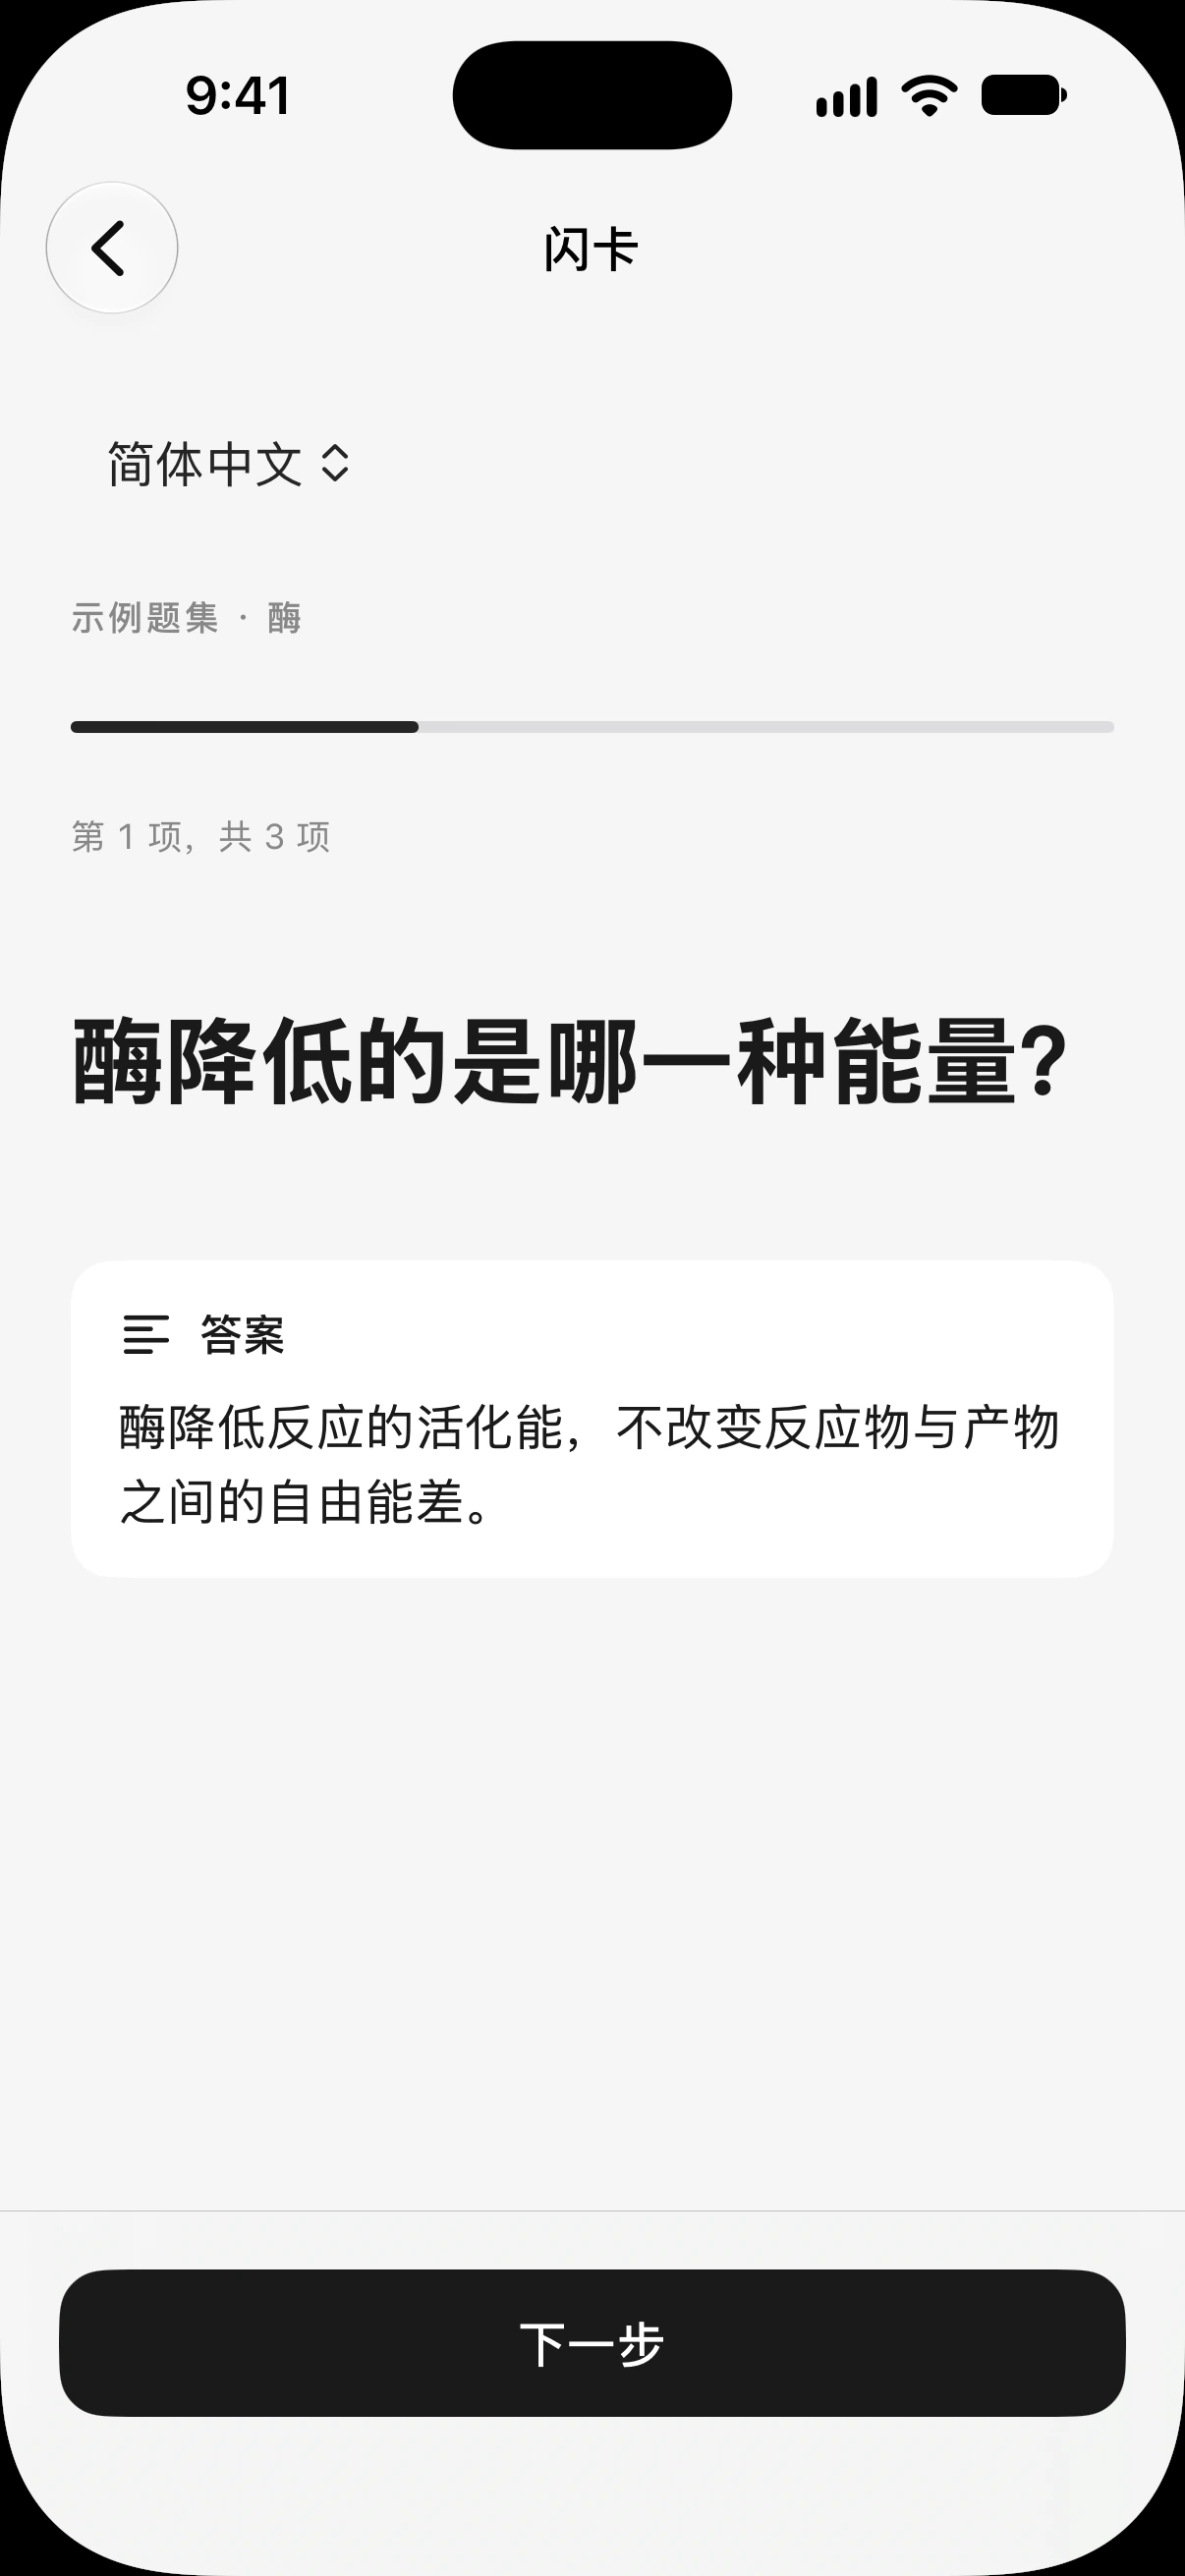 9:41
闪卡
简体中文
示例题集 · 酶
第 1 项，共 3 项
酶降低的是哪一种能量?
答案
酶降低反应的活化能，不改变反应物与产物
之间的自由能差。
下一步